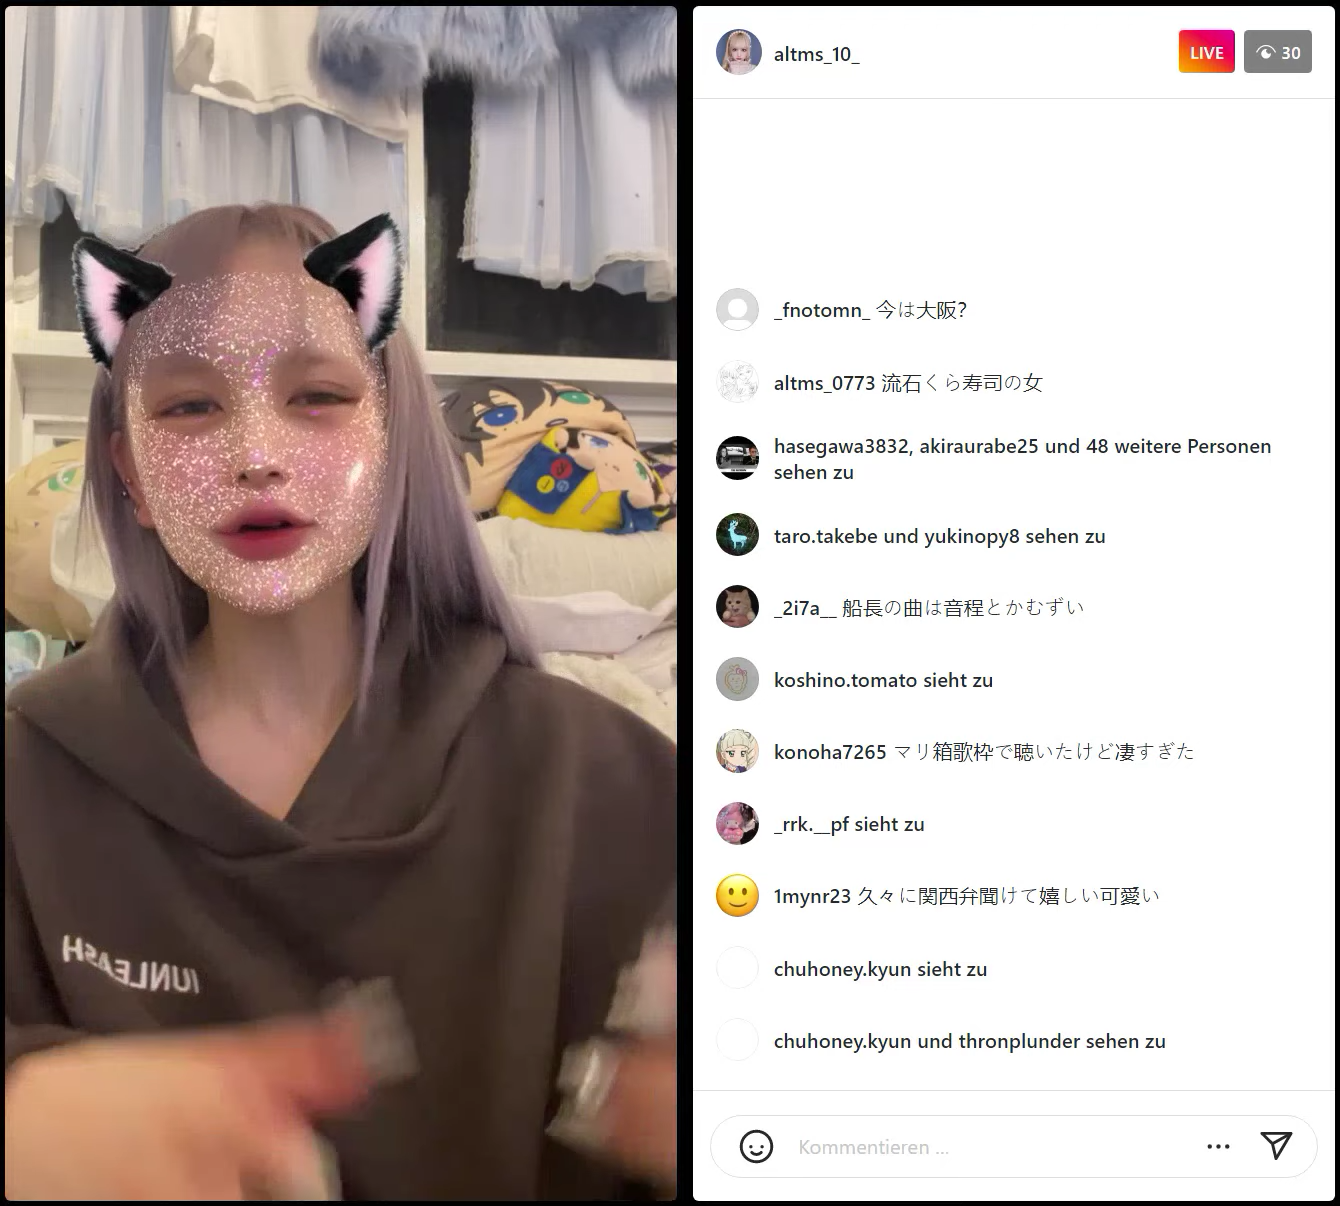 altms_10_
LIVE
30
_fnotomn_ 今は大阪?
altms_0773 流石くら寿司の女
hasegawa3832, akiraurabe25 und 48 weitere Personen
sehen zu
taro.takebe und yukinopy8 sehen zu
_2i7a__ 船長の曲は音程とかむずい
koshino.tomato sieht zu
konoha7265 マリ箱歌枠で聴いたけど凄すぎた
_rrk.__pf sieht zu
1mynr23 久々に関西弁聞けて嬉しい可愛い
chuhoney.kyun sieht zu
chuhoney.kyun und thronplunder sehen zu
Kommentieren ...
/UNLEASH